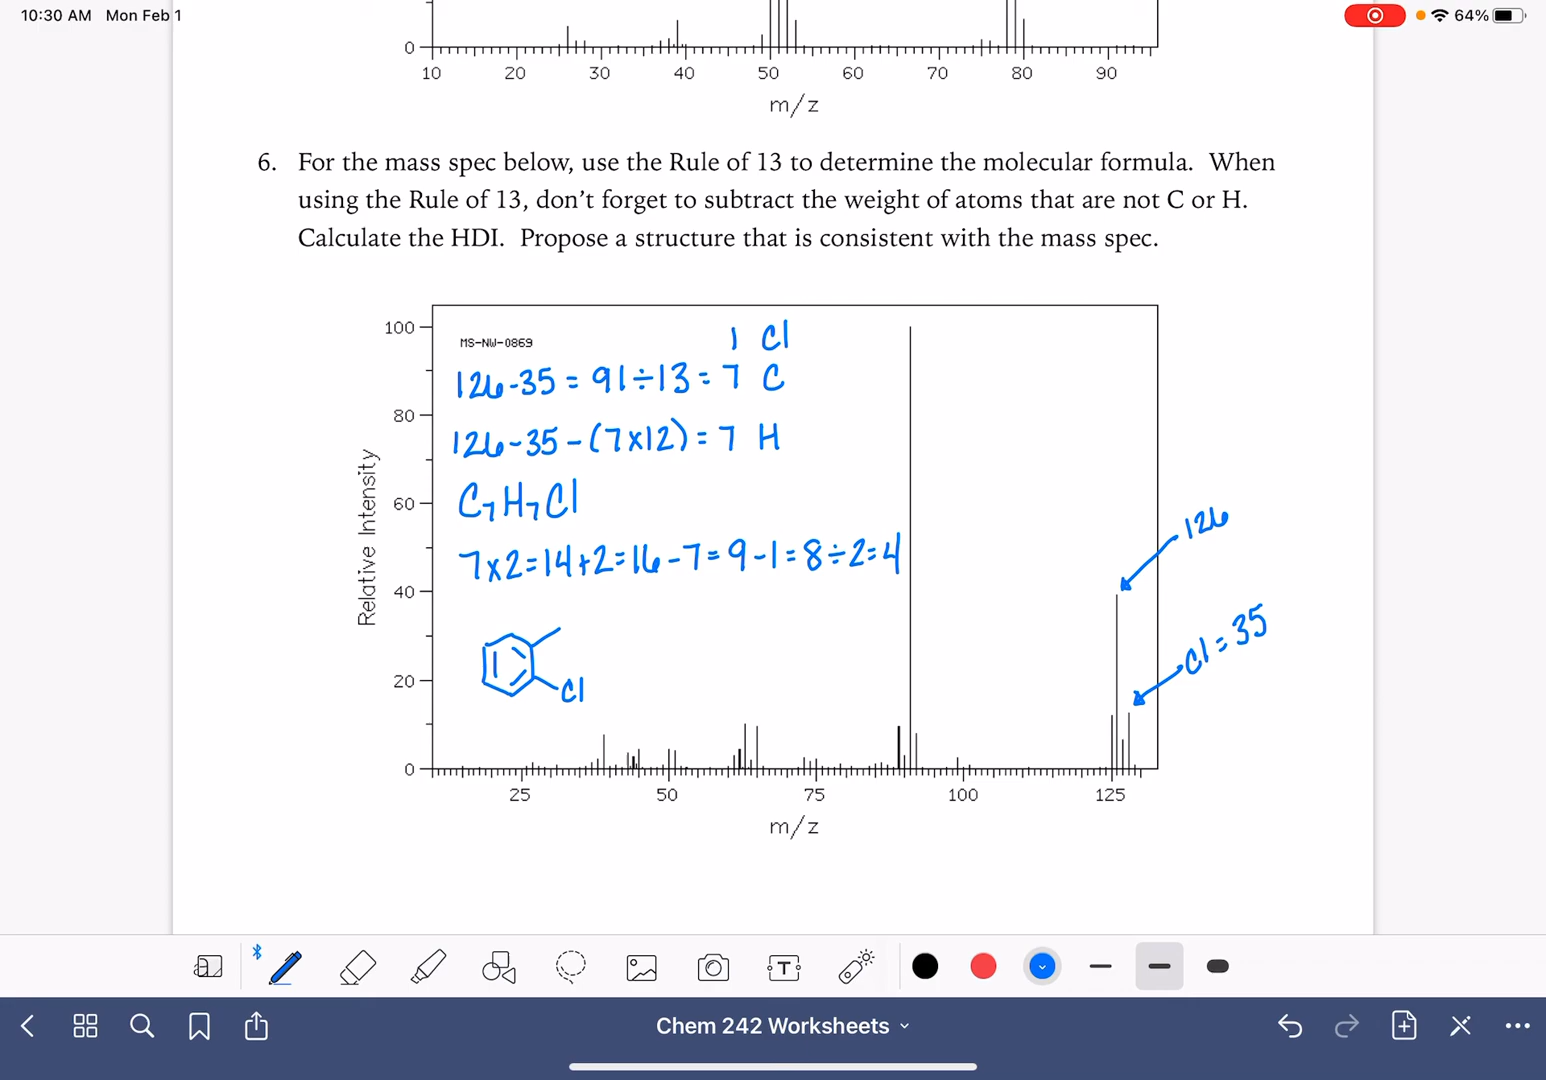 10:30 AM Mon Feb 1
64%
0
10 20 30 40 50 60 70 80 90
m/z
6. For the mass spec below, use the Rule of 13 to determine the molecular formula. When
using the Rule of 13, don’t forget to subtract the weight of atoms that are not C or H.
Calculate the HDI. Propose a structure that is consistent with the mass spec.
100
80
60
40
20
0
Relative Intensity
MS-NW-0869
1 Cl
126-35 = 91÷13 = 7 C
126-35-(7x12) = 7 H
C₇H₇Cl
7x2=14+2=16-7=9-1=8÷2=4
Cl
126
Cl=35
25 50 75 100 125
m/z
T
Chem 242 Worksheets